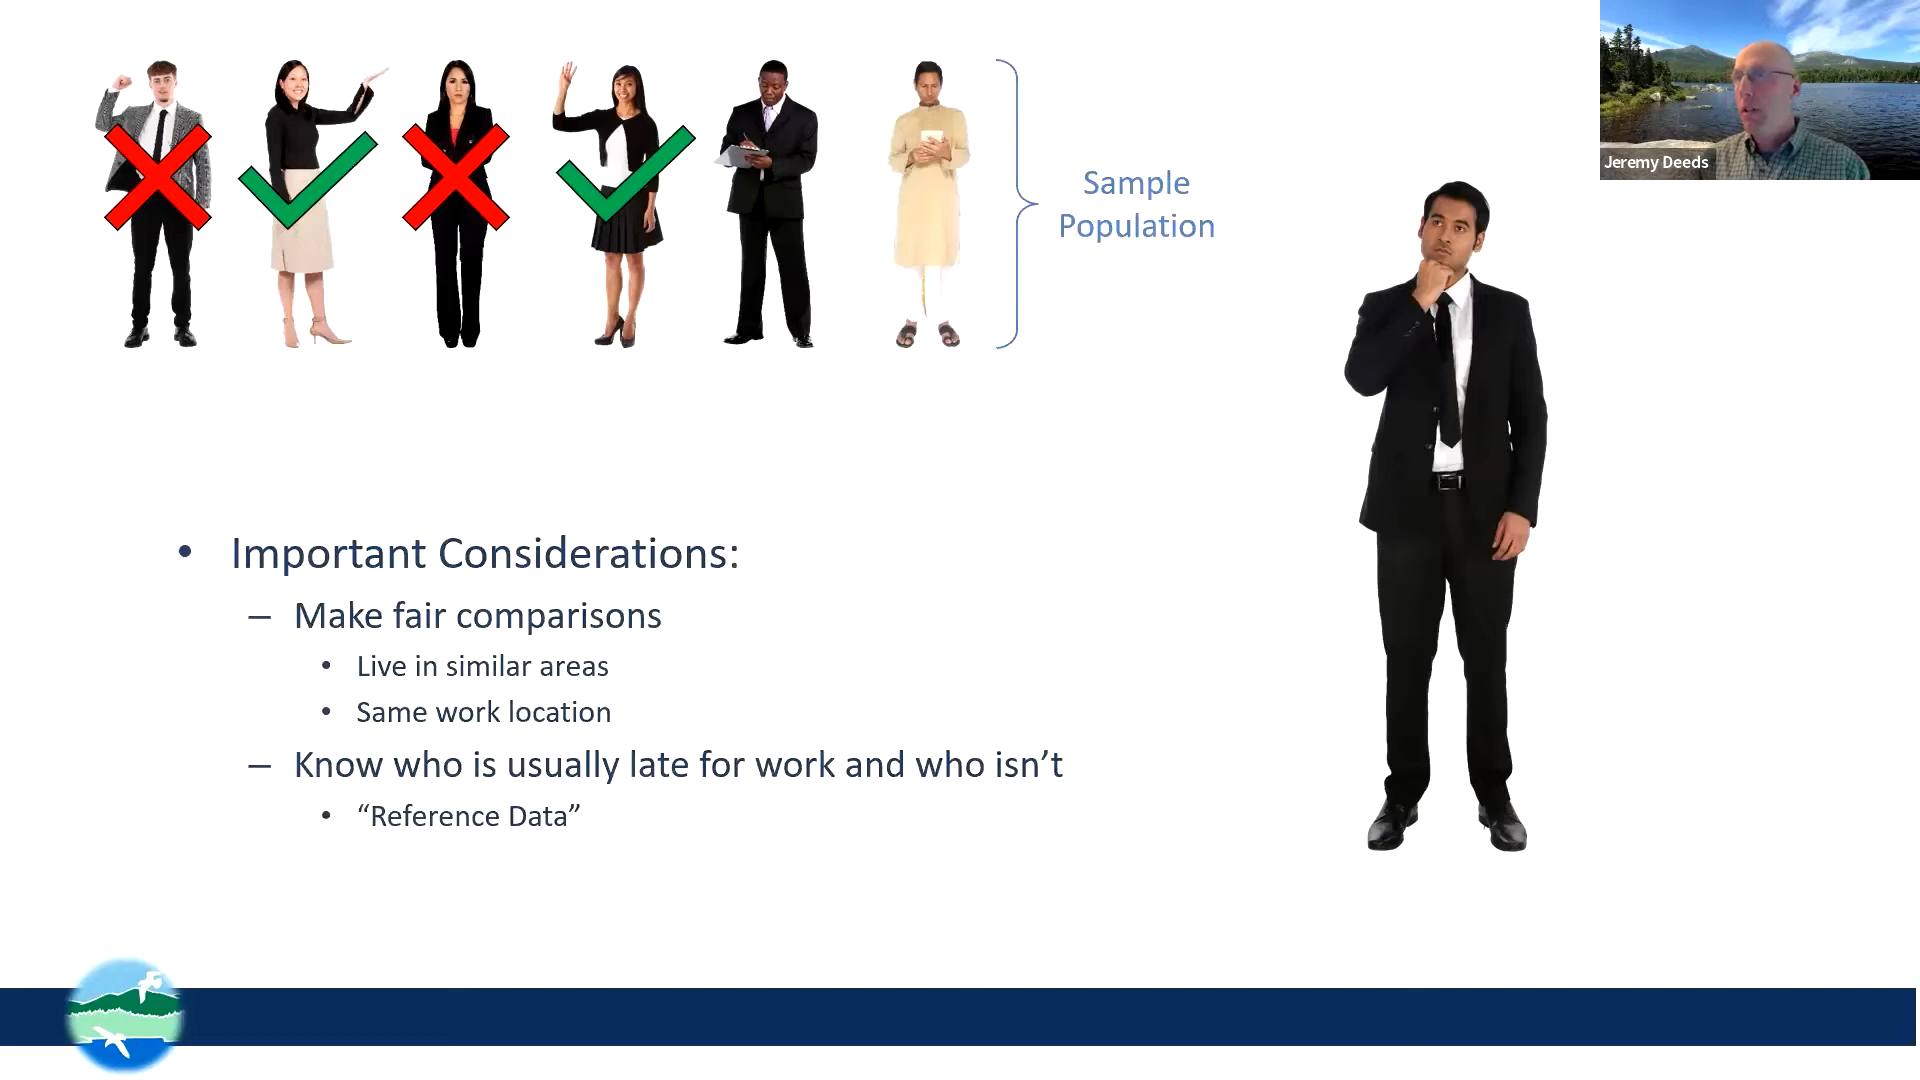 Jeremy Deeds
Sample
Population
• Important Considerations:
– Make fair comparisons
• Live in similar areas
• Same work location
– Know who is usually late for work and who isn’t
• “Reference Data”